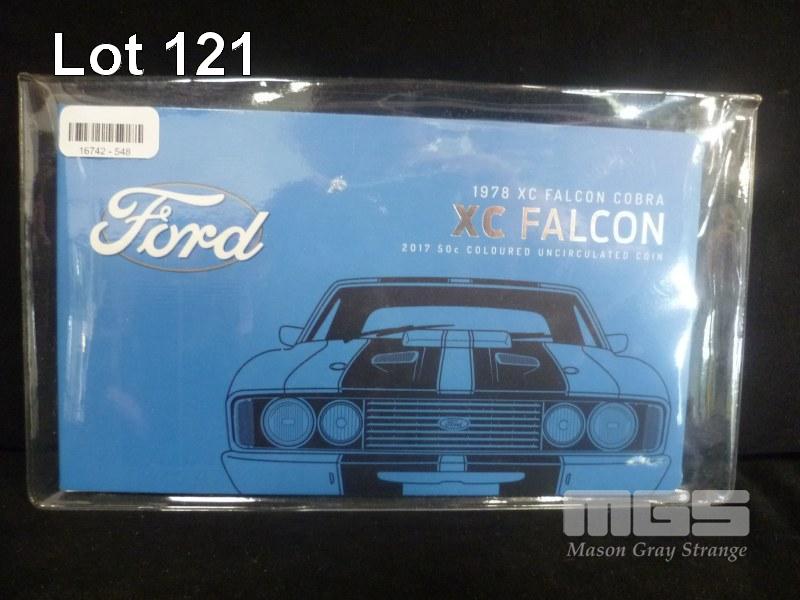 Lot 121
16742 - 548
Ford
1978 XC FALCON COBRA
XC FALCON
2017 50c COLOURED UNCIRCULATED COIN
Ford
MGS
Mason Gray Strange